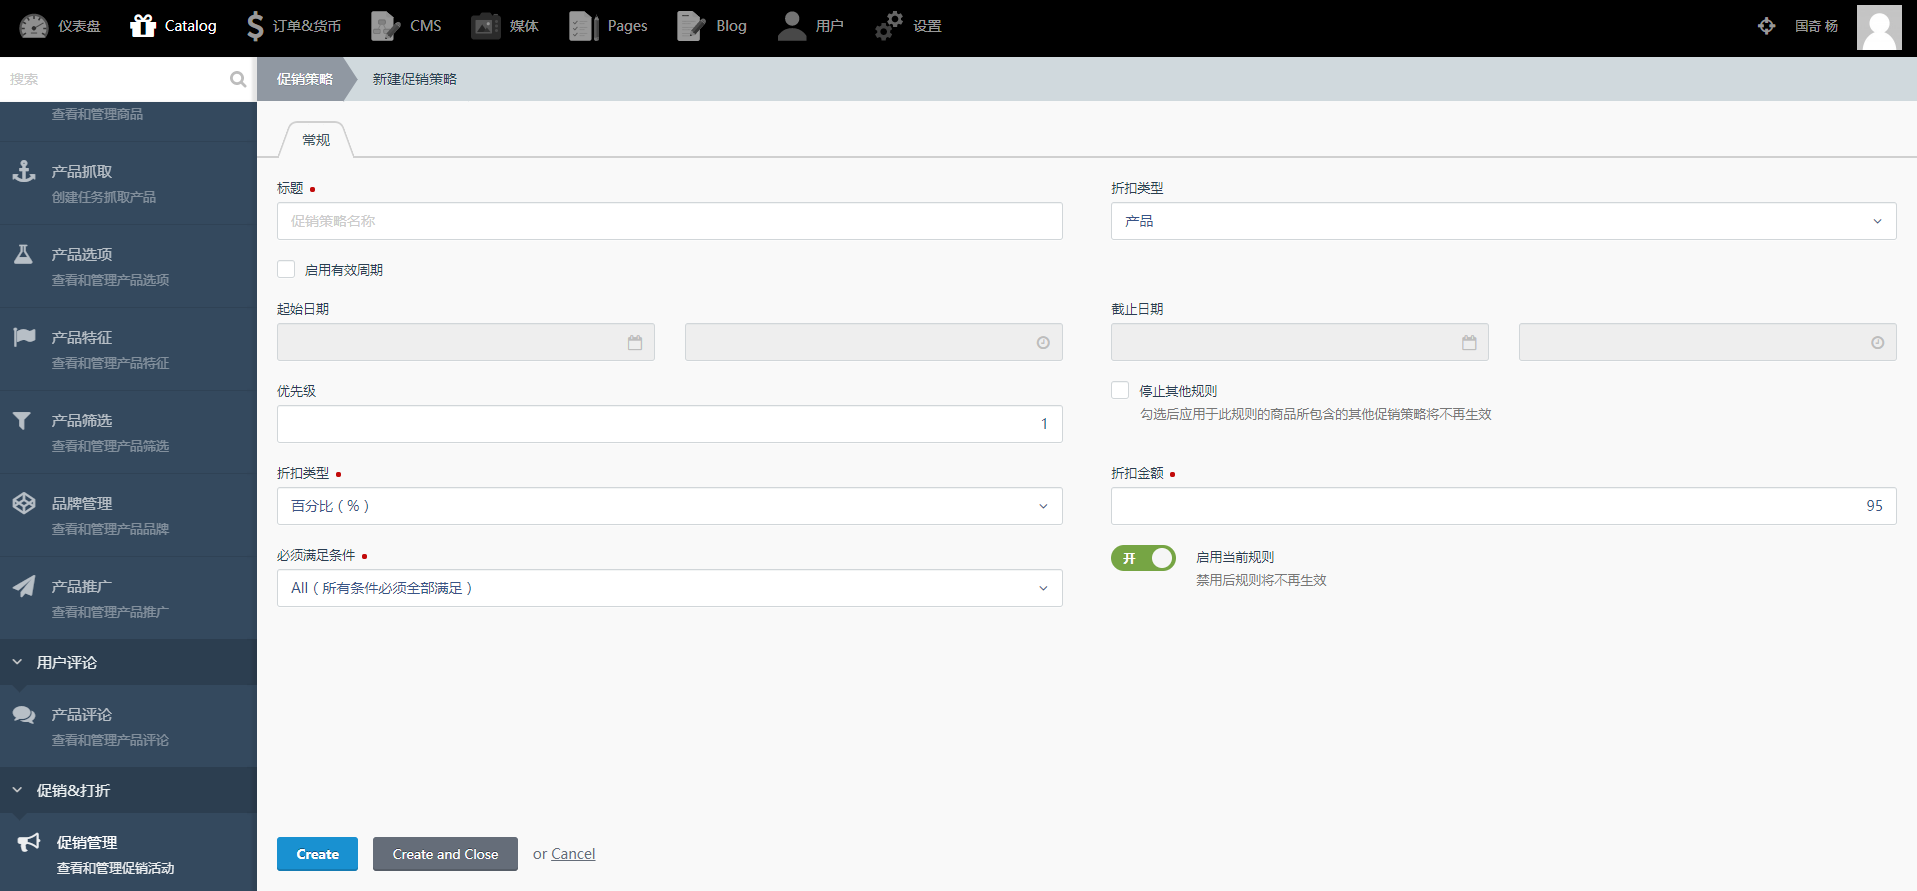 仪表盘 Catalog 订单&货币 CMS 媒体 Pages Blog 用户 设置 国奇 杨
搜索
促销策略 新建促销策略
查看和管理商品
产品抓取
创建任务抓取产品
产品选项
查看和管理产品选项
产品特征
查看和管理产品特征
产品筛选
查看和管理产品筛选
品牌管理
查看和管理产品品牌
产品推广
查看和管理产品推广
用户评论
产品评论
查看和管理产品评论
促销&打折
促销管理
查看和管理促销活动
常规
标题
促销策略名称
折扣类型
产品
启用有效周期
起始日期
截止日期
优先级
1
停止其他规则
勾选后应用于此规则的商品所包含的其他促销策略将不再生效
折扣类型
百分比 ( % )
折扣金额
95
必须满足条件
All ( 所有条件必须全部满足 )
开 启用当前规则
禁用后规则将不再生效
Create Create and Close or Cancel